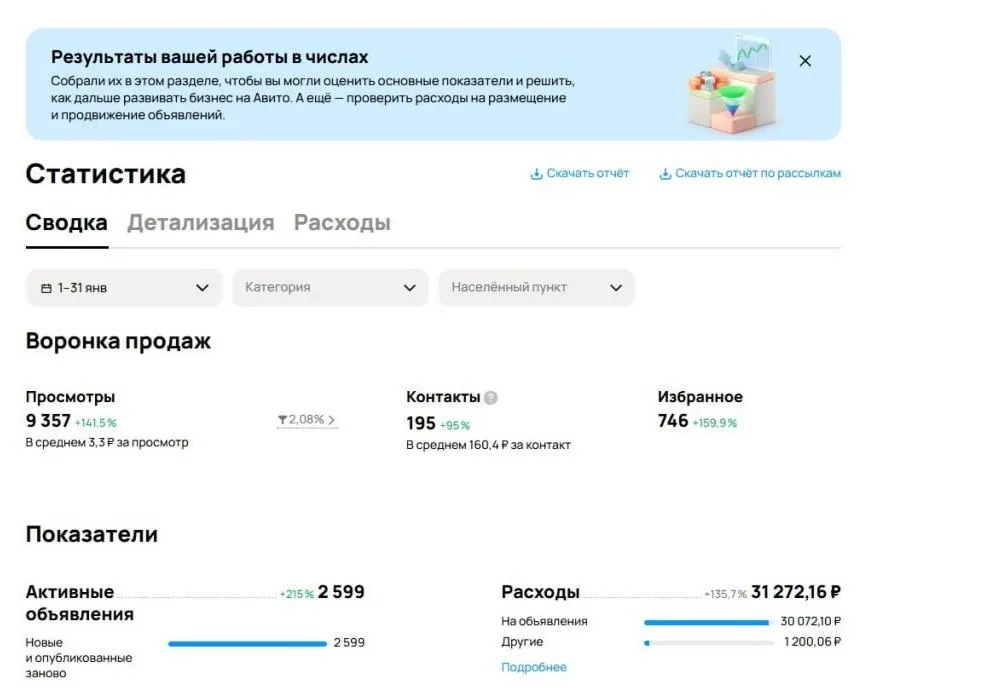 Результаты вашей работы в числах
Собрали их в этом разделе, чтобы вы могли оценить основные показатели и решить,
как дальше развивать бизнес на Авито. А ещё — проверить расходы на размещение
и продвижение объявлений.
Статистика
Скачать отчёт
Скачать отчёт по рассылкам
Сводка
Детализация
Расходы
1–31 янв
Категория
Населённый пункт
Воронка продаж
Просмотры
9 357 +141.5%
В среднем 3,3 ₽ за просмотр
2,08%
Контакты ?
195 +95%
В среднем 160,4 ₽ за контакт
Избранное
746 +159,9%
Показатели
Активные
объявления
+215% 2 599
Новые
и опубликованные
заново
2 599
Расходы +135,7% 31 272,16 ₽
На объявления 30 072,10 ₽
Другие 1 200,06 ₽
Подробнее